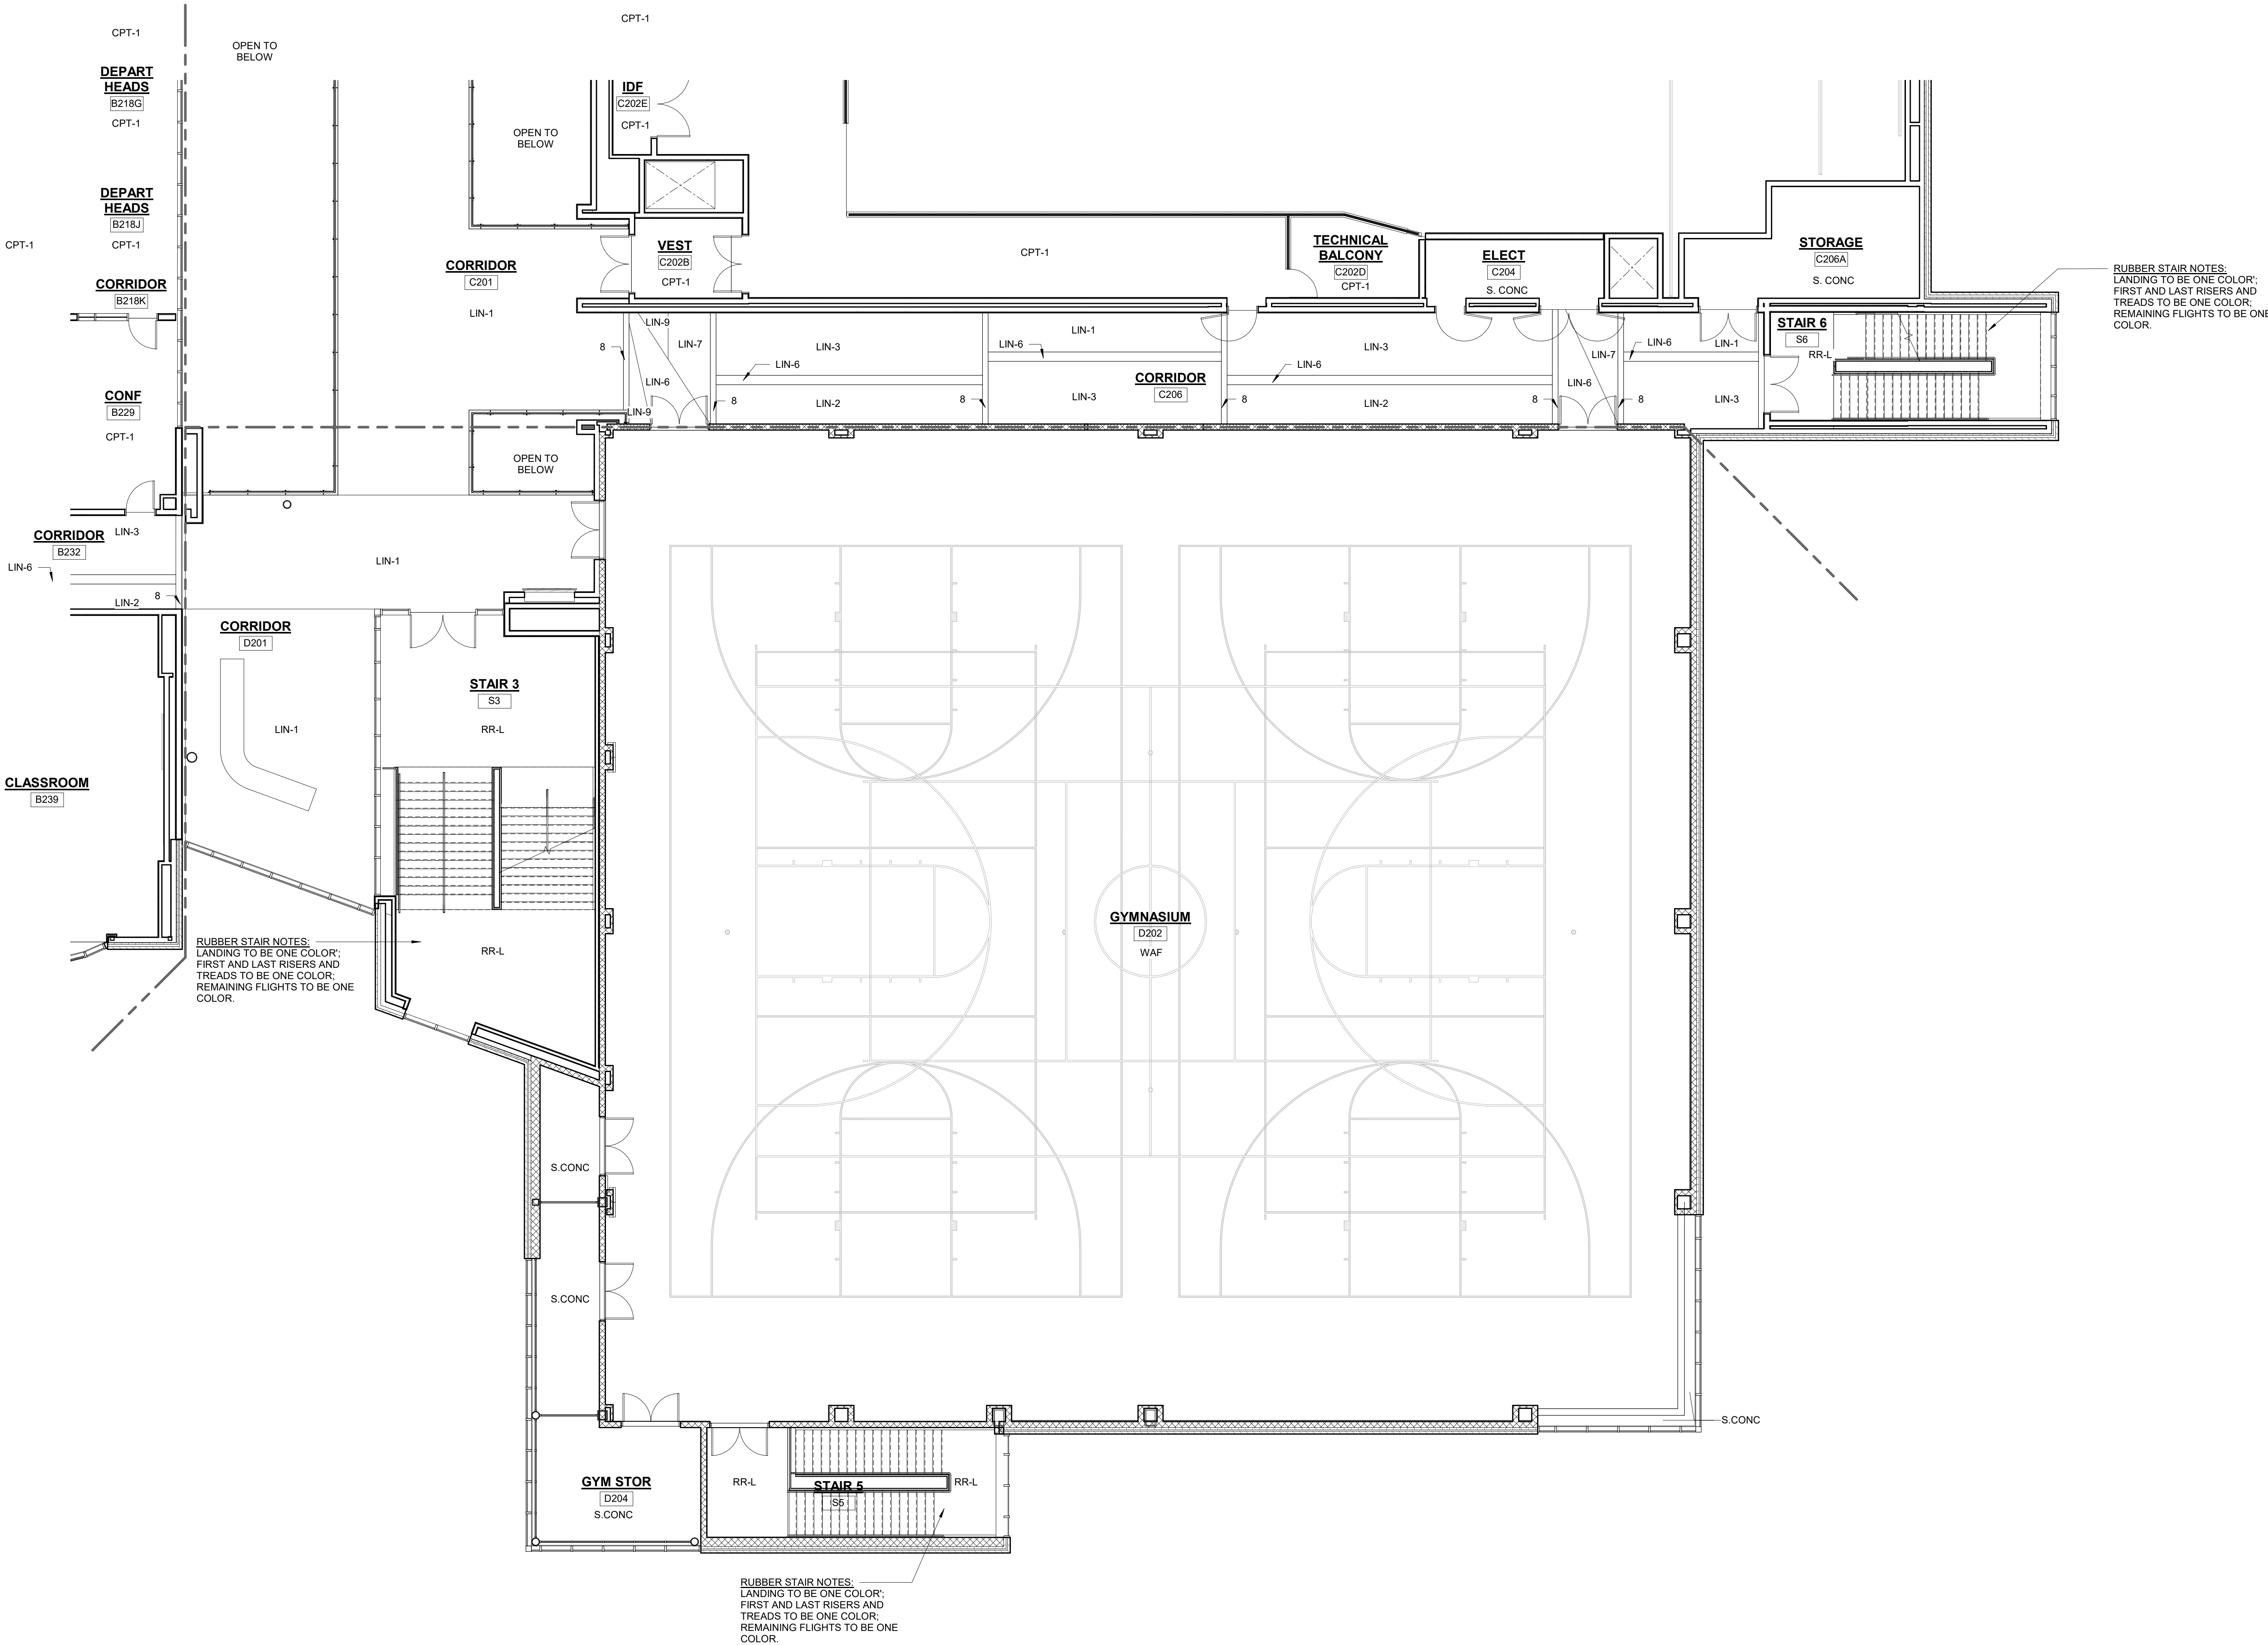 CPT-1
CPT-1
OPEN TO
BELOW
DEPART
HEADS
B218G
CPT-1
IDF
C202E
CPT-1
OPEN TO
BELOW
DEPART
HEADS
B218J
CPT-1
CPT-1
CORRIDOR
B218K
CORRIDOR
C201
LIN-1
VEST
C202B
CPT-1
CPT-1
TECHNICAL
BALCONY
C202D
CPT-1
ELECT
C204
S. CONC
STORAGE
C206A
S. CONC
RUBBER STAIR NOTES:
LANDING TO BE ONE COLOR';
FIRST AND LAST RISERS AND
TREADS TO BE ONE COLOR;
REMAINING FLIGHTS TO BE ONE
COLOR.
STAIR 6
S6
RR-L
LIN-9
8
LIN-7
LIN-6
LIN-9
LIN-3
LIN-6
8
LIN-2
LIN-1
LIN-6
8
LIN-3
CORRIDOR
C206
LIN-3
LIN-6
8
LIN-2
8
LIN-7
LIN-6
LIN-6
LIN-1
8
LIN-3
CONF
B229
CPT-1
OPEN TO
BELOW
CORRIDOR
B232
LIN-3
LIN-6
LIN-2
8
LIN-1
CORRIDOR
D201
LIN-1
STAIR 3
S3
RR-L
CLASSROOM
B239
RUBBER STAIR NOTES:
LANDING TO BE ONE COLOR';
FIRST AND LAST RISERS AND
TREADS TO BE ONE COLOR;
REMAINING FLIGHTS TO BE ONE
COLOR.
RR-L
GYMNASIUM
D202
WAF
S.CONC
S.CONC
S.CONC
GYM STOR
D204
S.CONC
RR-L
STAIR 5
S5
RR-L
RUBBER STAIR NOTES:
LANDING TO BE ONE COLOR';
FIRST AND LAST RISERS AND
TREADS TO BE ONE COLOR;
REMAINING FLIGHTS TO BE ONE
COLOR.